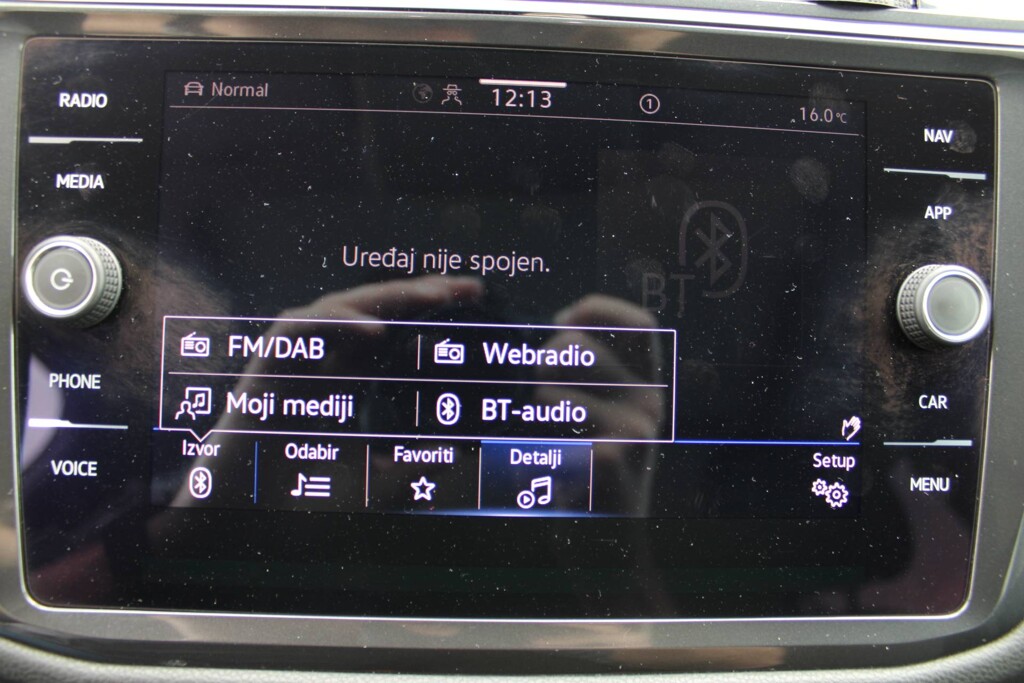 RADIO
MEDIA
PHONE
VOICE
Normal
12:13
1
16.0°C
Uređaj nije spojen.
BT
FM/DAB
Webradio
Moji mediji
BT-audio
Izvor
Odabir
Favoriti
Detalji
Setup
NAV
APP
CAR
MENU